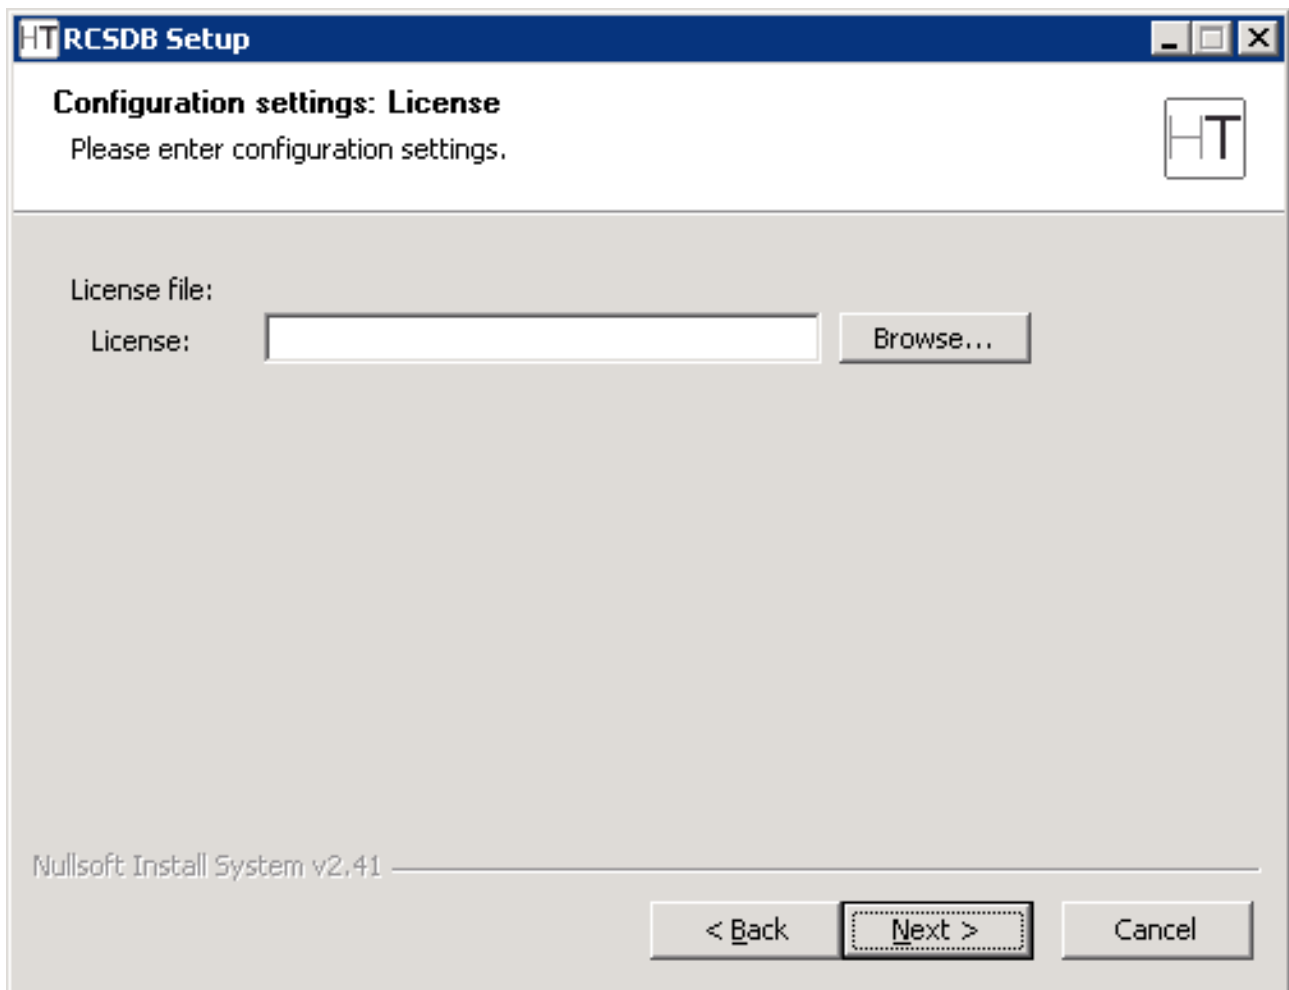 HT RCSDB Setup
Configuration settings: License
Please enter configuration settings.
HT
License file:
License:
Browse...
Nullsoft Install System v2.41
< Back
Next >
Cancel